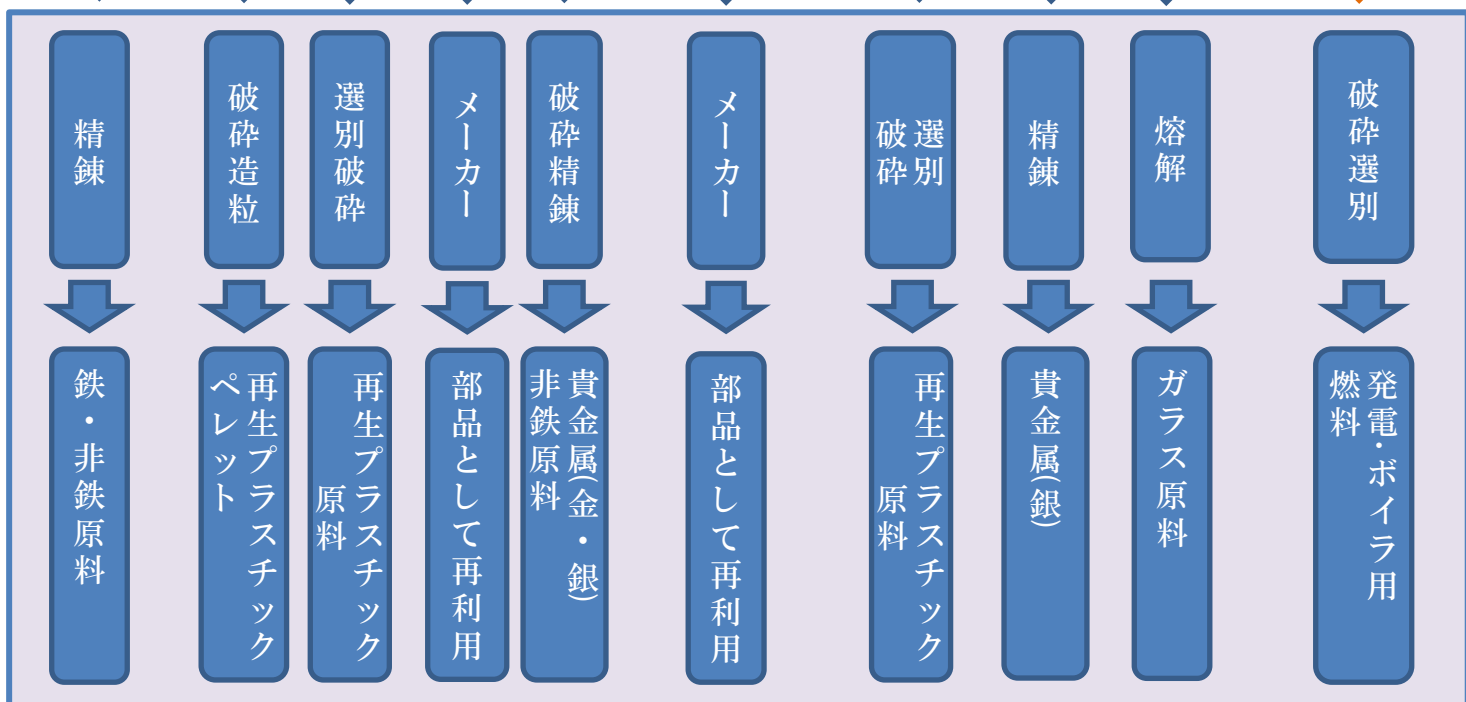 精錬
破砕造粒
選別破砕
メーカー
破砕精錬
メーカー
選別
破砕
精錬
熔解
破砕選別
鉄・非鉄原料
再生プラスチック
ペレット
再生プラスチック
原料
部品として再利用
貴金属(金・銀)
非鉄原料
部品として再利用
再生プラスチック
原料
貴金属(銀)
ガラス原料
発電・ボイラ用
燃料